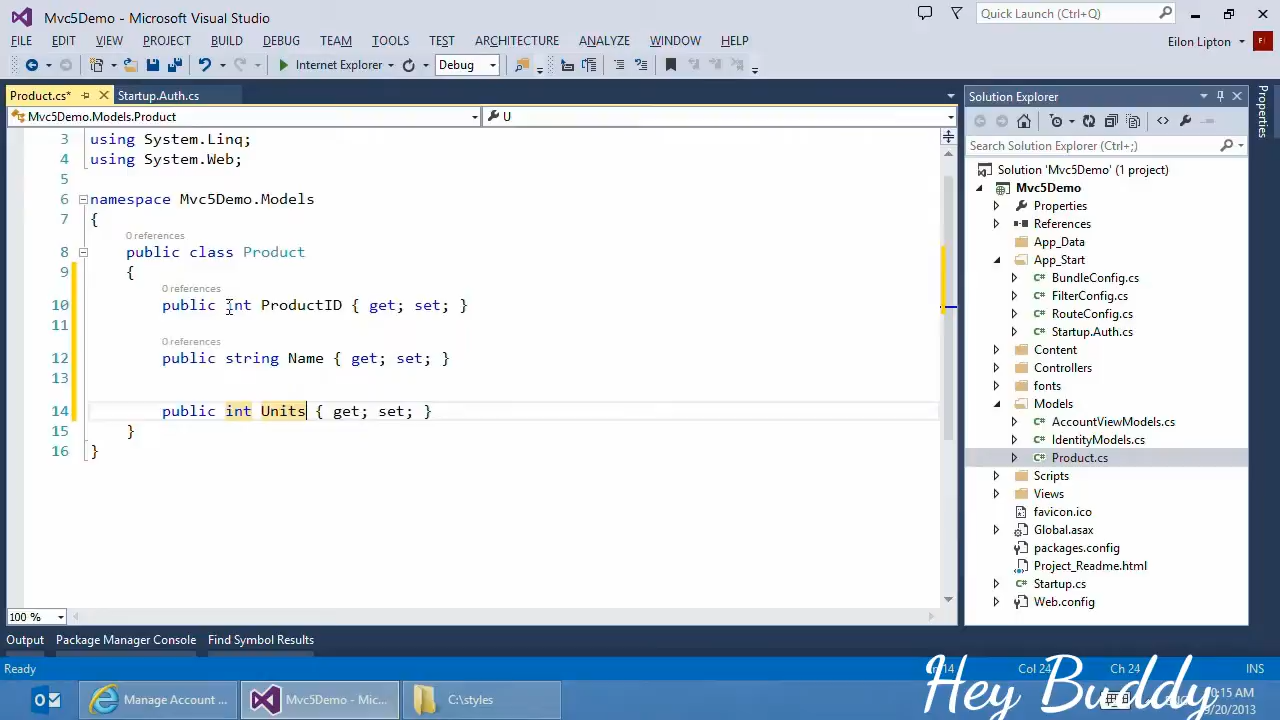 Mvc5Demo - Microsoft Visual Studio
Quick Launch (Ctrl+Q)
FILE EDIT VIEW PROJECT BUILD DEBUG TEAM TOOLS TEST ARCHITECTURE ANALYZE WINDOW HELP
Eilon Lipton
Internet Explorer
Debug
Product.cs*
Startup.Auth.cs
Mvc5Demo.Models.Product
U
3 using System.Linq;
4 using System.Web;
5
6 namespace Mvc5Demo.Models
7 {
0 references
8 public class Product
9 {
0 references
10 public int ProductID { get; set; }
11
0 references
12 public string Name { get; set; }
13
14 public int Units { get; set; }
15 }
16 }
100 %
Solution Explorer
Search Solution Explorer (Ctrl+;)
Solution 'Mvc5Demo' (1 project)
Mvc5Demo
Properties
References
App_Data
App_Start
BundleConfig.cs
FilterConfig.cs
RouteConfig.cs
Startup.Auth.cs
Content
Controllers
fonts
Models
AccountViewModels.cs
IdentityModels.cs
Product.cs
Scripts
Views
favicon.ico
Global.asax
packages.config
Project_Readme.html
Startup.cs
Web.config
Properties
Output Package Manager Console Find Symbol Results
Ready
Col 24
Ch 24
INS
Manage Account ...
Mvc5Demo - Mic...
C:\styles
Hey Buddy